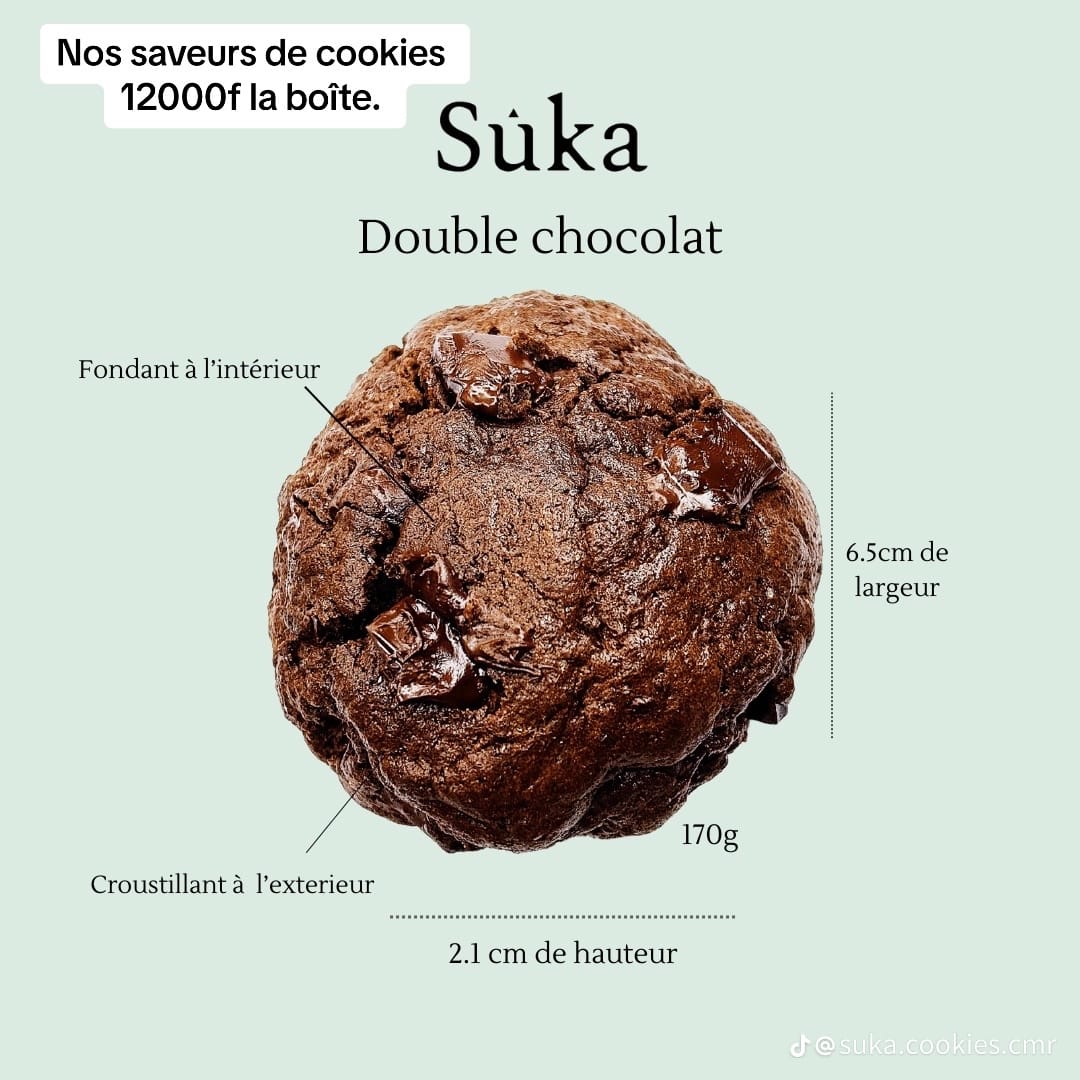 Nos saveurs de cookies
12000f la boîte.
Sûka
Double chocolat
Fondant à l’intérieur
6.5cm de
largeur
170g
Croustillant à l’exterieur
2.1 cm de hauteur
@suka.cookies.cmr